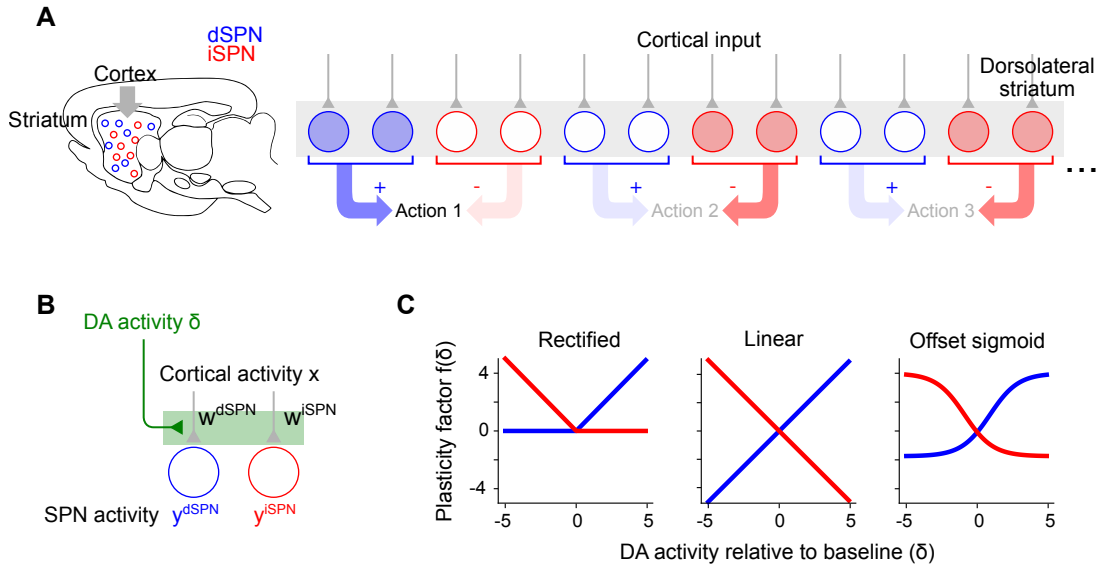 A
dSPN
iSPN
Cortex
Striatum
Cortical input
Dorsolateral
striatum
+
-
+
-
+
-
...
Action 1
Action 2
Action 3
B
DA activity δ
Cortical activity x
w^dSPN
w^iSPN
SPN activity
y^dSPN
y^iSPN
C
Rectified
Linear
Offset sigmoid
Plasticity factor f(δ)
4
0
-4
-5 0 5
-5 0 5
-5 0 5
DA activity relative to baseline (δ)